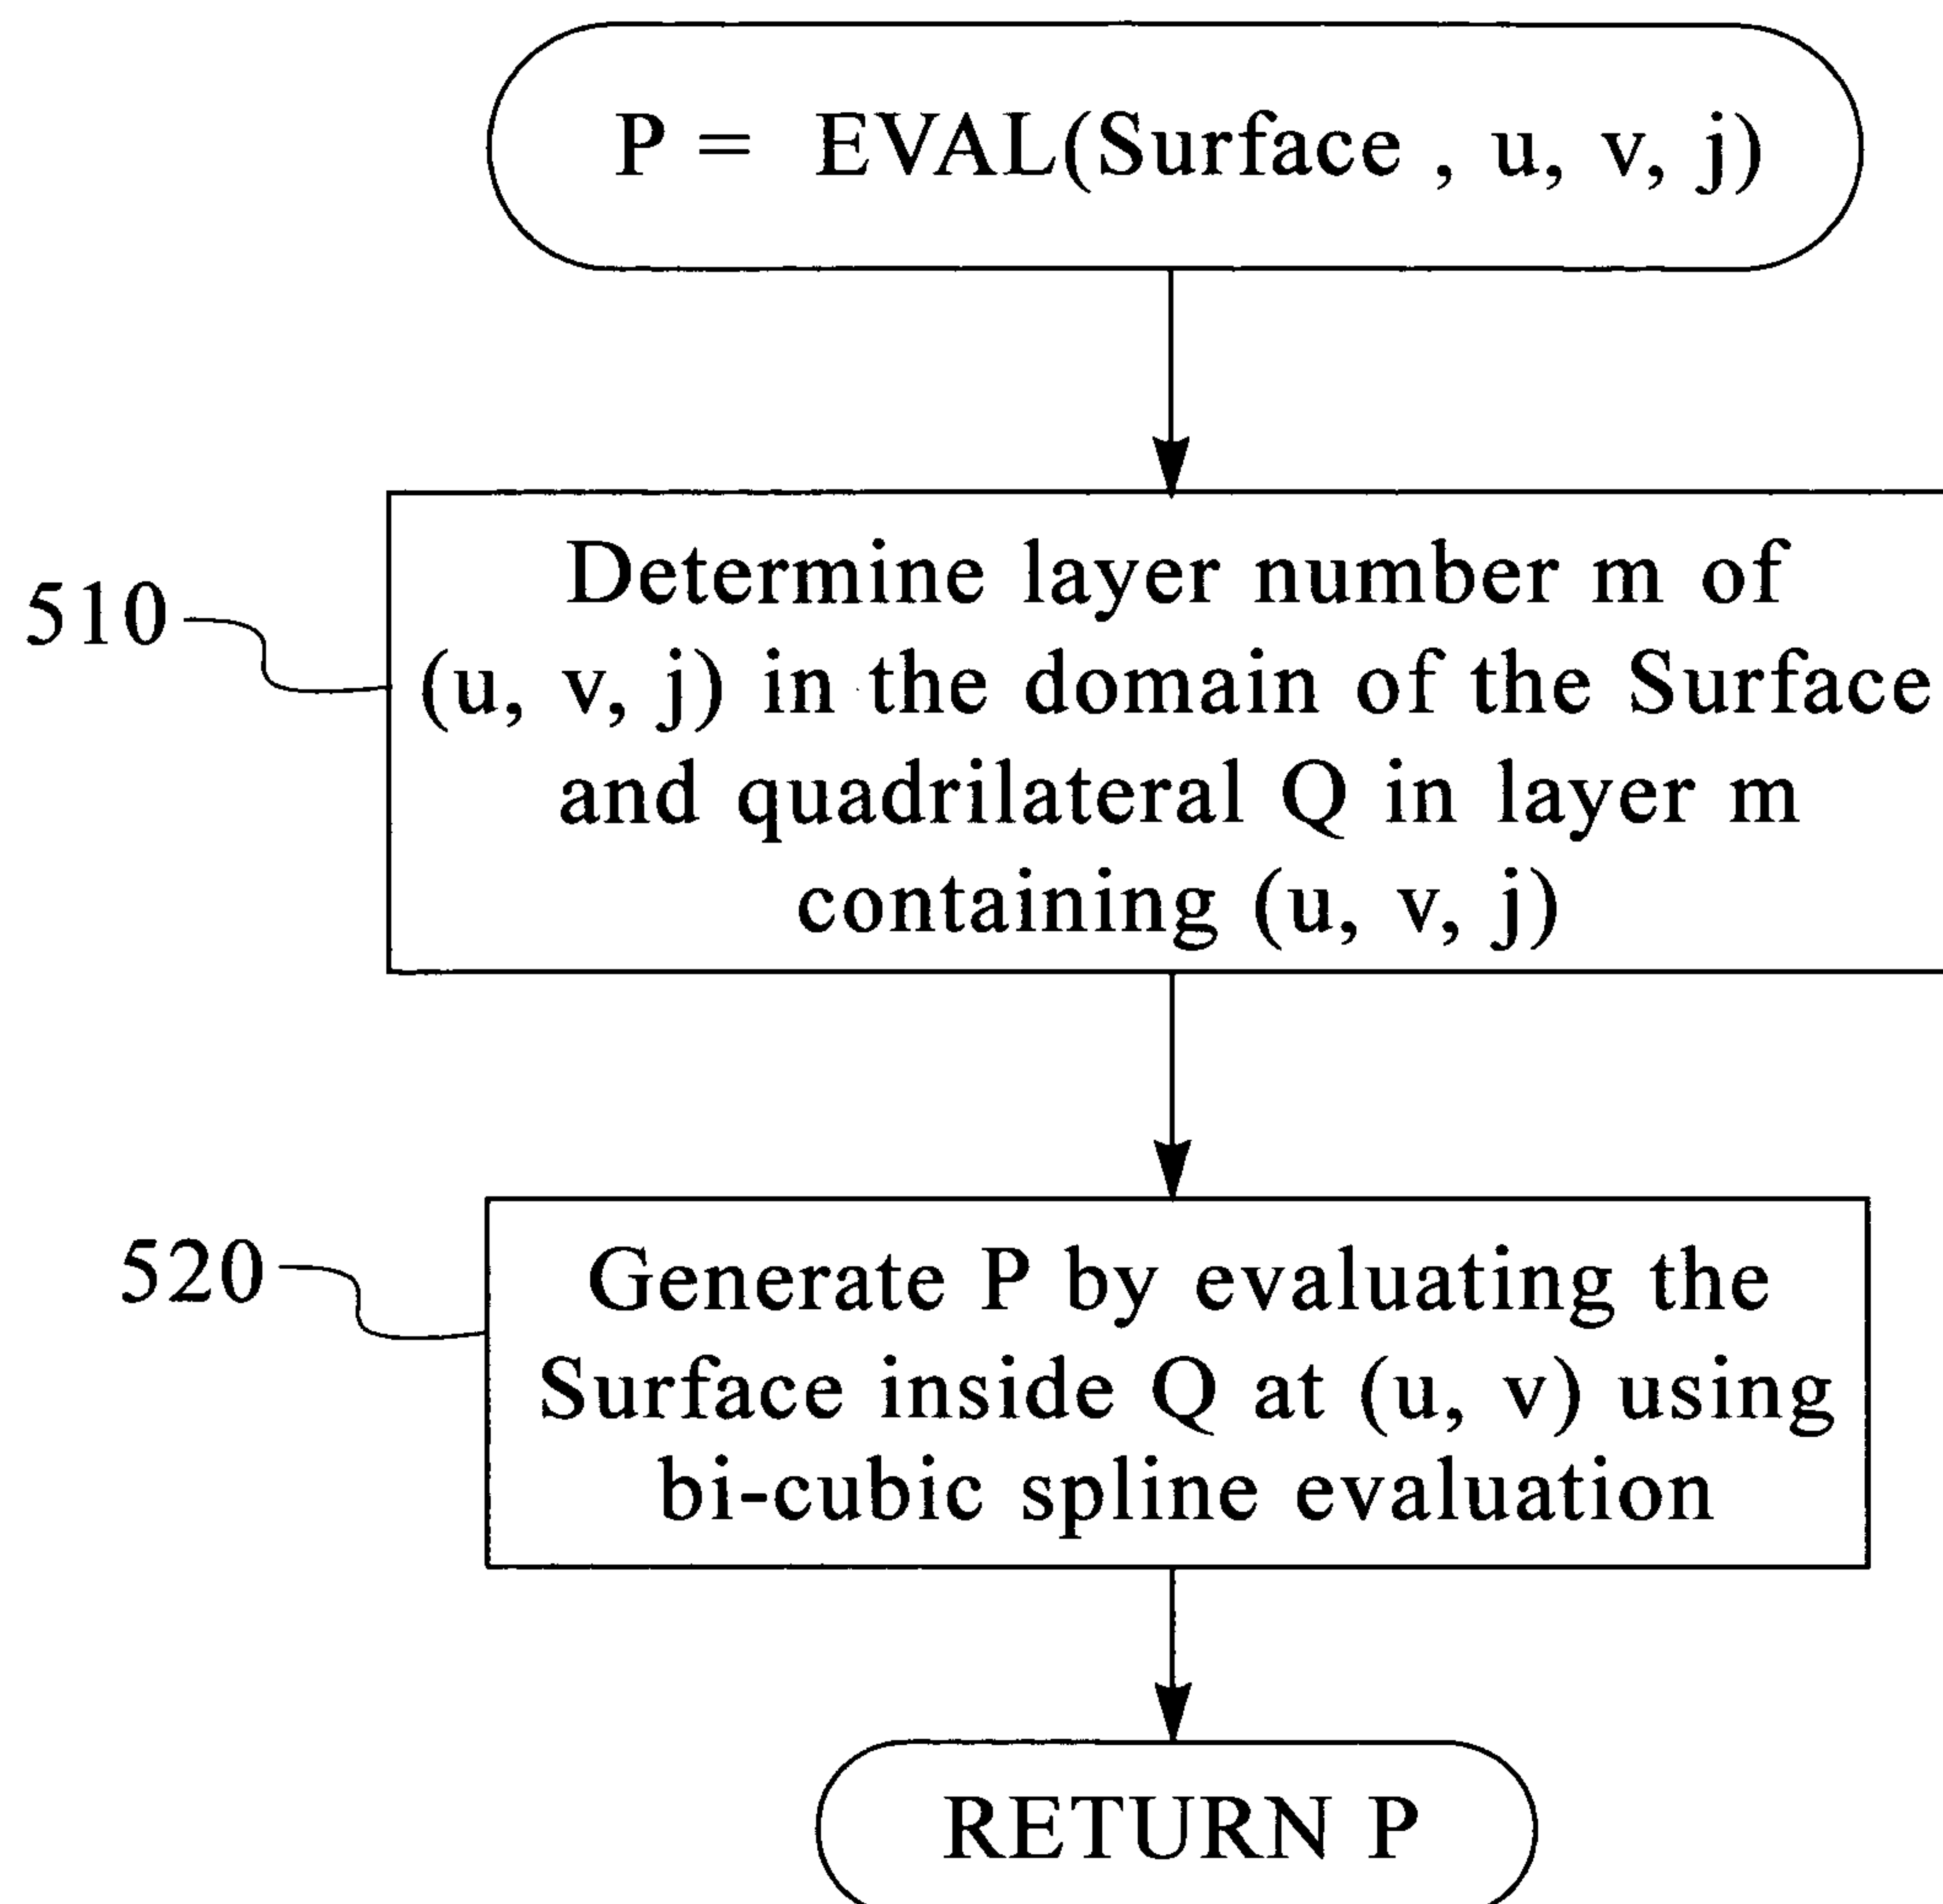 P = EVAL(Surface , u, v, j)
510
Determine layer number m of
(u, v, j) in the domain of the Surface
and quadrilateral Q in layer m
containing (u, v, j)
520
Generate P by evaluating the
Surface inside Q at (u, v) using
bi-cubic spline evaluation
RETURN P